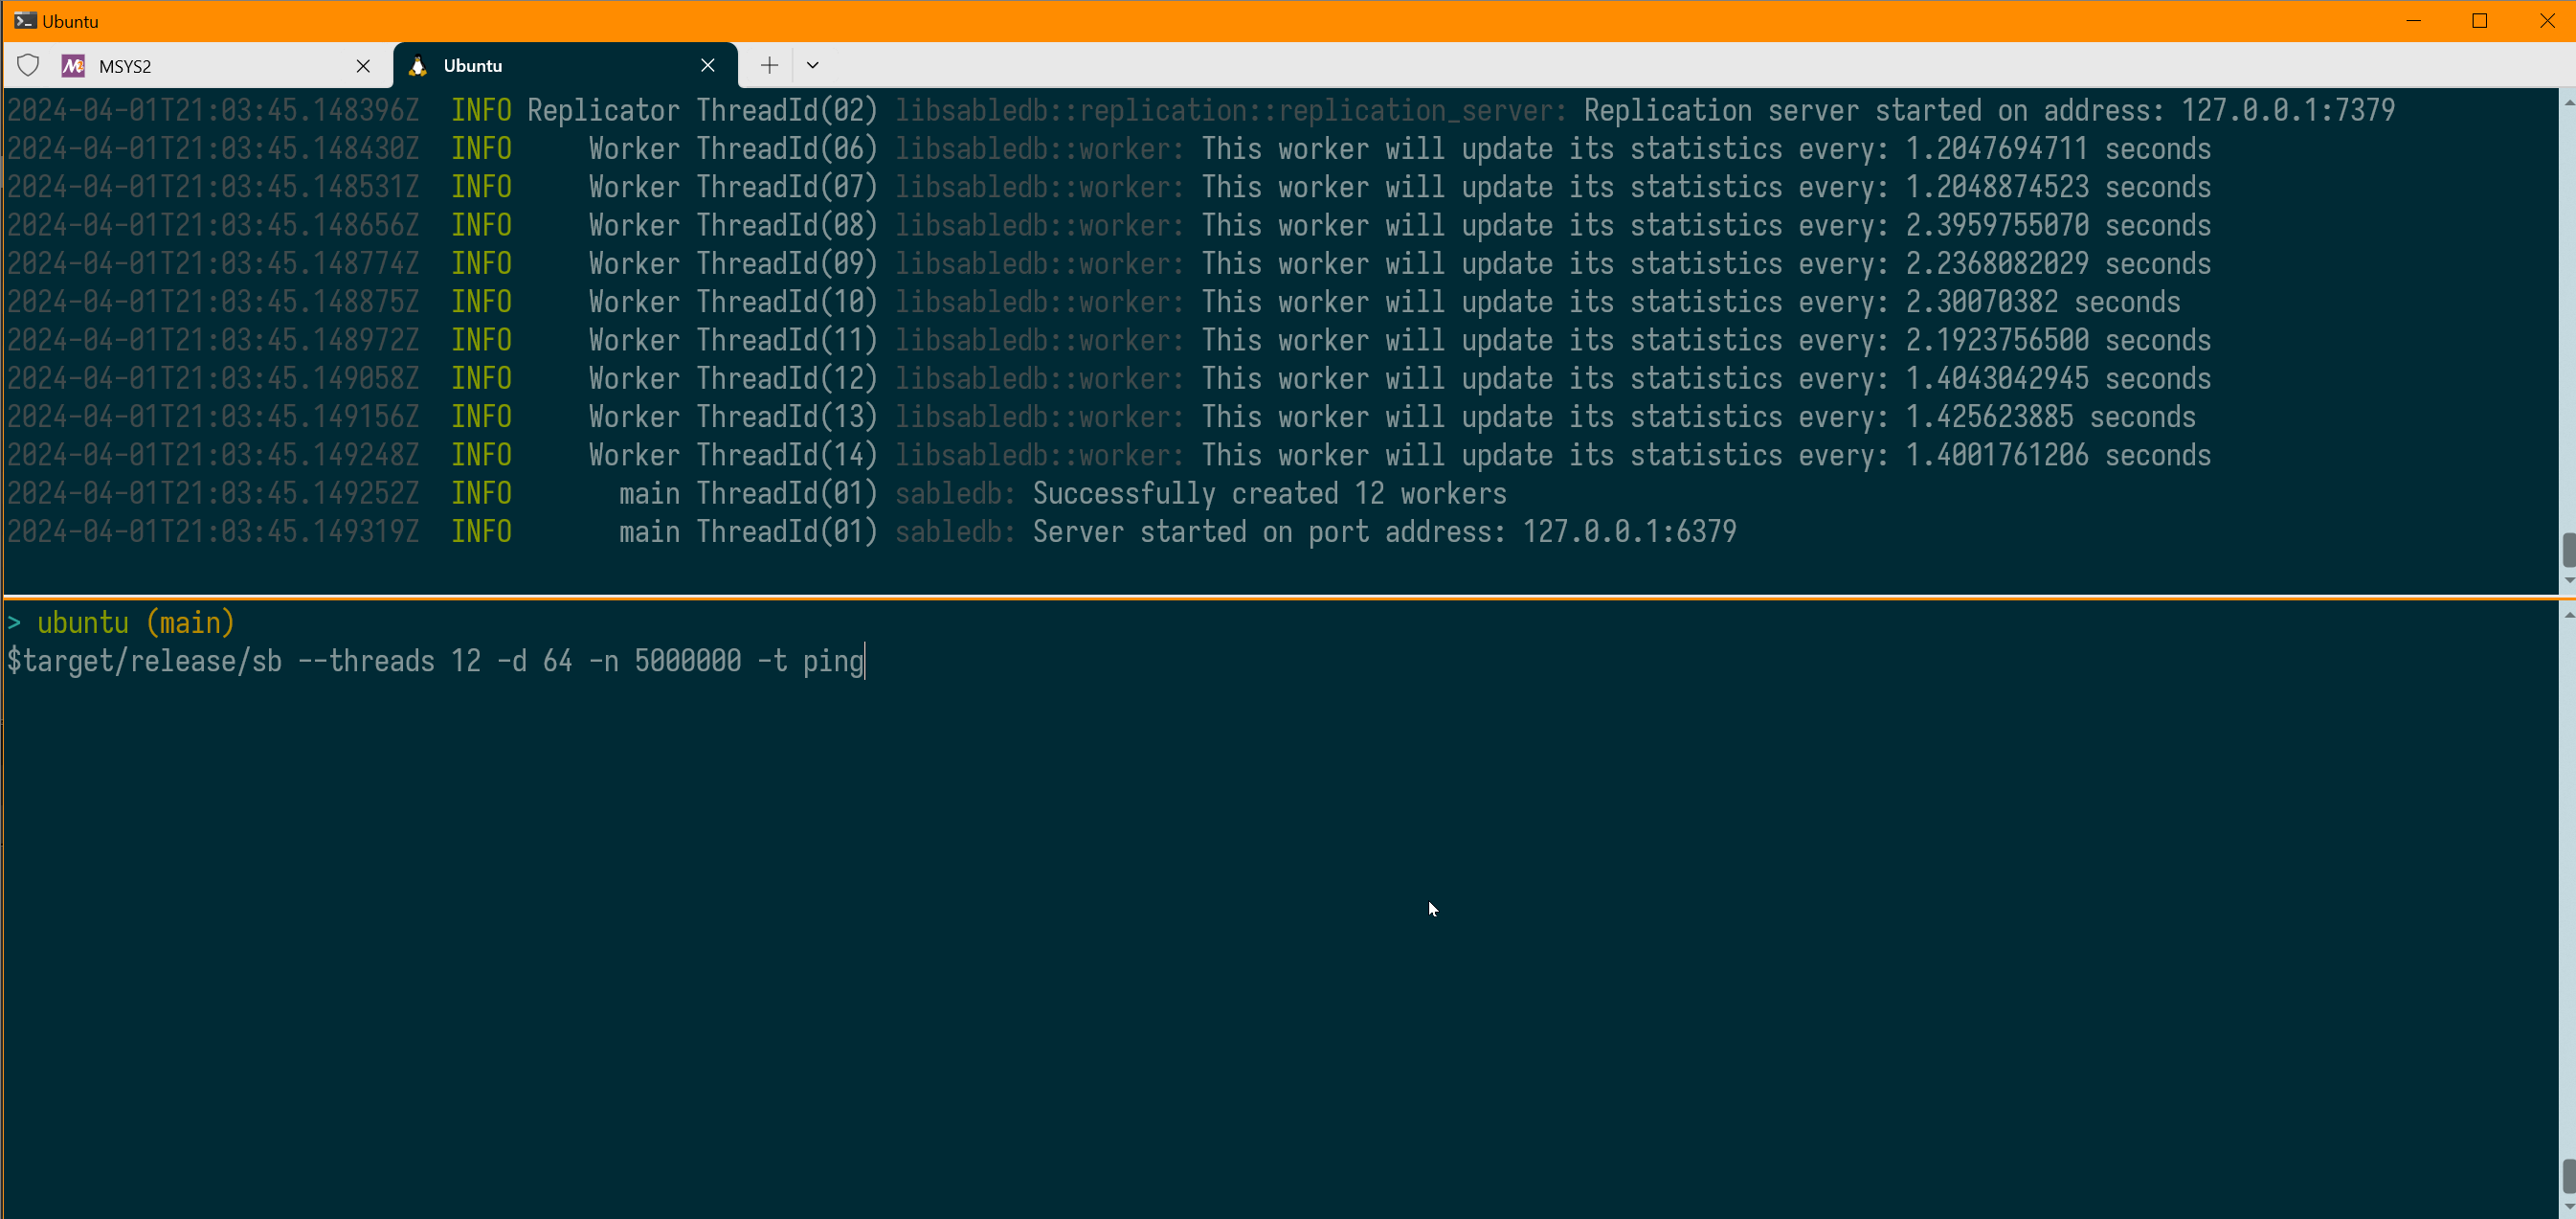 Ubuntu
MSYS2
Ubuntu
2024-04-01T21:03:45.148396Z  INFO Replicator ThreadId(02) libsabledb::replication::replication_server: Replication server started on address: 127.0.0.1:7379
2024-04-01T21:03:45.148430Z  INFO     Worker ThreadId(06) libsabledb::worker: This worker will update its statistics every: 1.2047694711 seconds
2024-04-01T21:03:45.148531Z  INFO     Worker ThreadId(07) libsabledb::worker: This worker will update its statistics every: 1.2048874523 seconds
2024-04-01T21:03:45.148656Z  INFO     Worker ThreadId(08) libsabledb::worker: This worker will update its statistics every: 2.3959755070 seconds
2024-04-01T21:03:45.148774Z  INFO     Worker ThreadId(09) libsabledb::worker: This worker will update its statistics every: 2.2368082029 seconds
2024-04-01T21:03:45.148875Z  INFO     Worker ThreadId(10) libsabledb::worker: This worker will update its statistics every: 2.30070382 seconds
2024-04-01T21:03:45.148972Z  INFO     Worker ThreadId(11) libsabledb::worker: This worker will update its statistics every: 2.1923756500 seconds
2024-04-01T21:03:45.149058Z  INFO     Worker ThreadId(12) libsabledb::worker: This worker will update its statistics every: 1.4043042945 seconds
2024-04-01T21:03:45.149156Z  INFO     Worker ThreadId(13) libsabledb::worker: This worker will update its statistics every: 1.425623885 seconds
2024-04-01T21:03:45.149248Z  INFO     Worker ThreadId(14) libsabledb::worker: This worker will update its statistics every: 1.4001761206 seconds
2024-04-01T21:03:45.149252Z  INFO       main ThreadId(01) sabledb: Successfully created 12 workers
2024-04-01T21:03:45.149319Z  INFO       main ThreadId(01) sabledb: Server started on port address: 127.0.0.1:6379
> ubuntu (main)
$target/release/sb --threads 12 -d 64 -n 5000000 -t ping